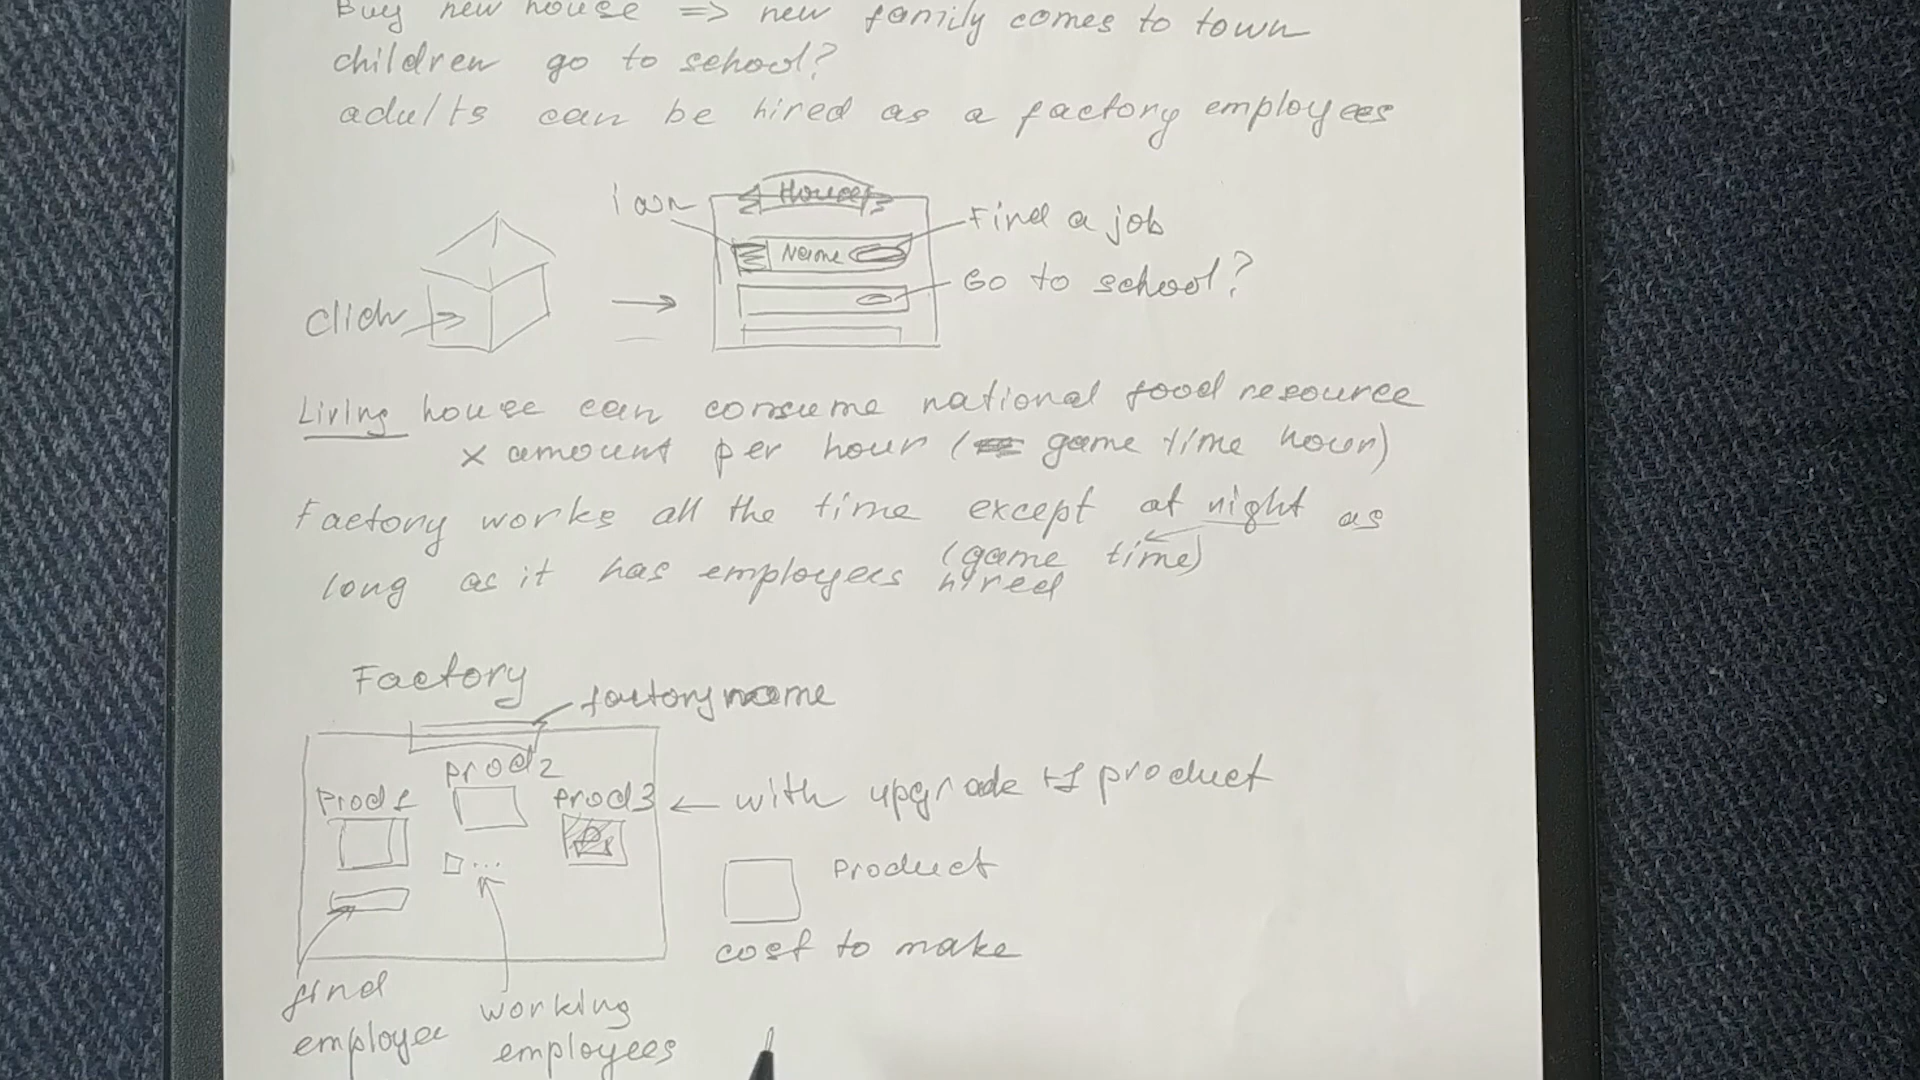 Buy new house => new family comes to town
children go to school?
adults can be hired as a factory employees
House
Icon
Name
Find a job
Go to school?
click
Living house can consume national food resource
x amount per hour ( game time hour)
Factory works all the time except at night as
(game time)
long as it has employees hired
Factory
factory name
prod2
Prod1
prod3 ← with upgrade +1 product
...
Product
cost to make
find
employee
working
employees